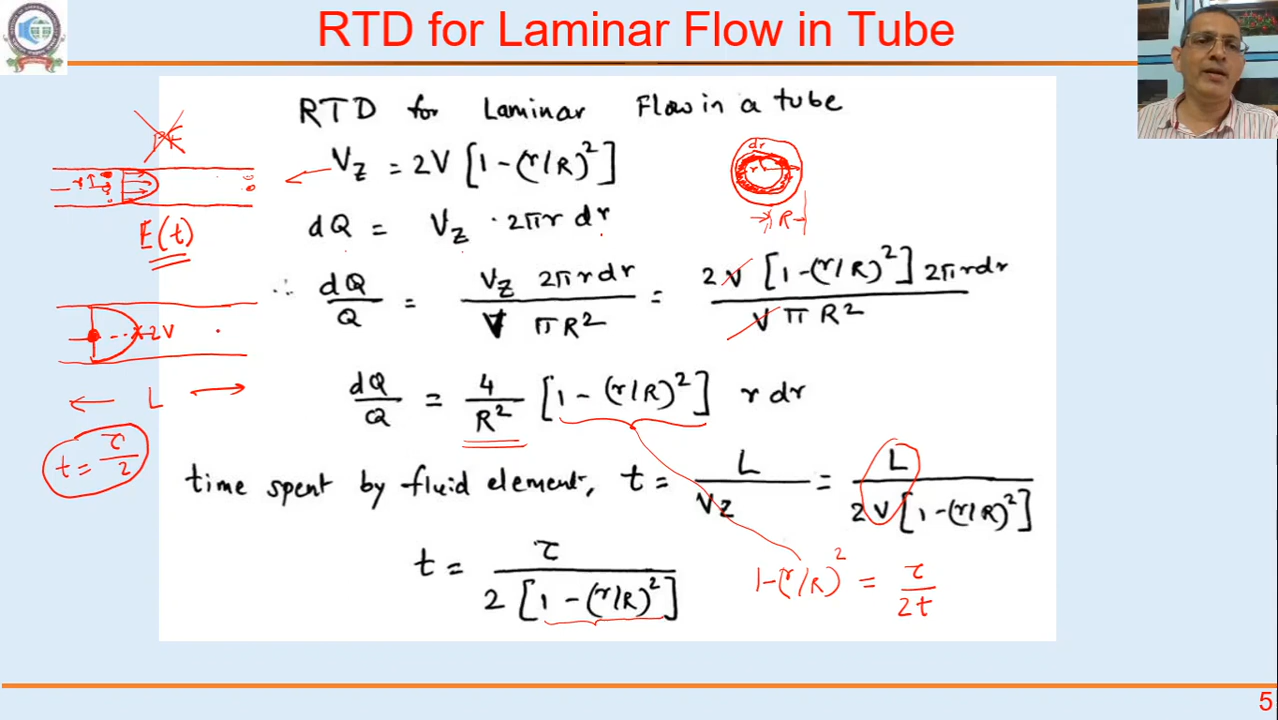 RTD for Laminar Flow in Tube
RTD for Laminar Flow in a tube
PF
V_z = 2V [1-(r/R)^2]
r
E(t)
dr
r
R
dQ = V_z · 2πr dr
∴ dQ/Q = V_z 2πr dr / V πR^2 = 2V [1-(r/R)^2] 2πr dr / V π R^2
2V
L
t = τ/2
dQ/Q = 4/R^2 [1 - (r/R)^2] r dr
time spent by fluid element, t = L/V_z = L / 2V [1-(r/R)^2]
t = τ / 2 [1 - (r/R)^2]
1-(r/R)^2 = τ/2t
5